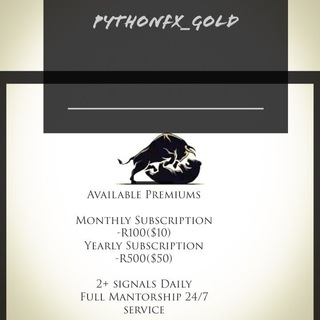 PYTHONFX_GOLD
Available Premiums
Monthly Subscription
-R100($10)
Yearly Subscription
-R500($50)
2+ signals Daily
Full Mantorship 24/7
service